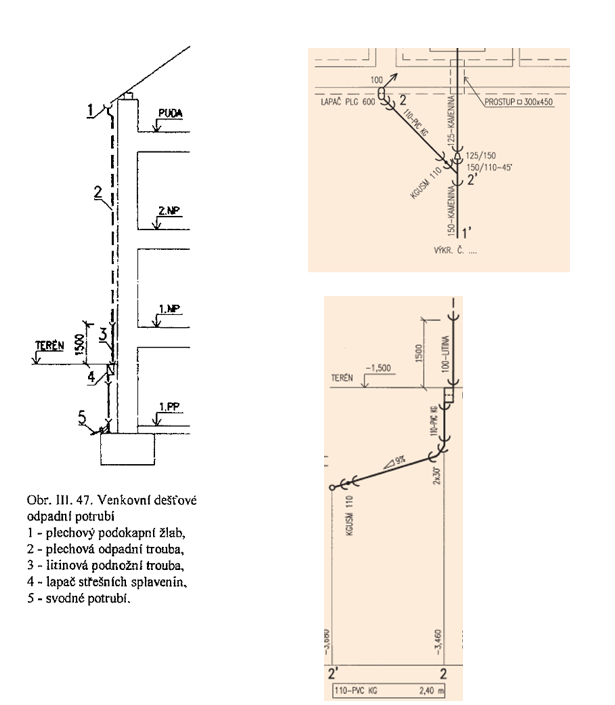 1
2
PŮDA
2.NP
1.NP
1500
3
TERÉN
4
1.PP
5
Obr. III. 47. Venkovní dešťové
odpadní potrubí
1 - plechový podokapní žlab,
2 - plechová odpadní trouba,
3 - litinová podnožní trouba,
4 - lapač střešních splavenin,
5 - svodné potrubí.
100
LAPAČ PLG 600
2
PROSTUP □ 300x450
110-PVC KG
125-KAMENINA
KGUSM 110
125/150
150/110-45°
2'
150-KAMENINA
1'
VÝKR. Č. ....
1500
100-LITINA
TERÉN
-1,500
110-PVC KG
9%
2x30°
KGUSM 110
-3,680
-3,460
2'
2
110-PVC KG
2,40 m